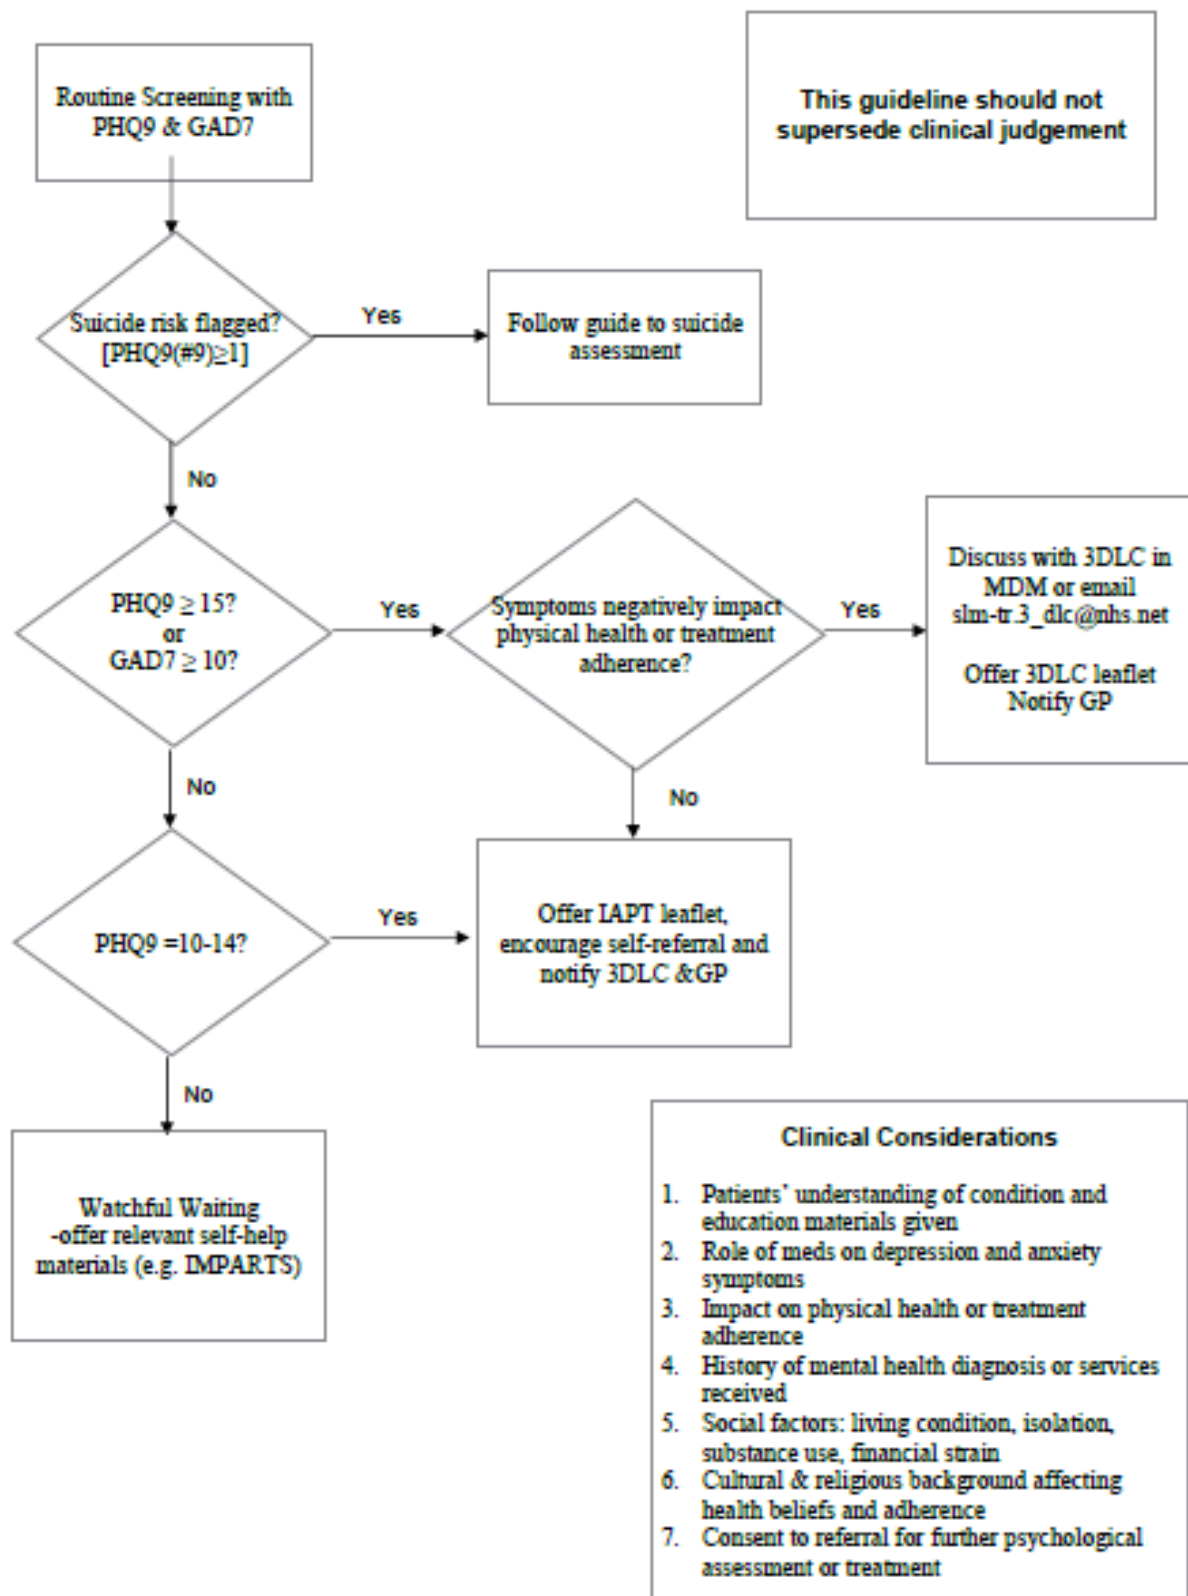 Routine Screening with
PHQ9 & GAD7
This guideline should not
supersede clinical judgement
Suicide risk flagged?
[PHQ9(#9)≥1]
Yes
Follow guide to suicide
assessment
No
PHQ9 ≥ 15?
or
GAD7 ≥ 10?
Yes
Symptoms negatively impact
physical health or treatment
adherence?
Yes
Discuss with 3DLC in
MDM or email
slm-tr.3_dlc@nhs.net
Offer 3DLC leaflet
Notify GP
No
No
PHQ9 =10-14?
Yes
Offer IAPT leaflet,
encourage self-referral and
notify 3DLC &GP
No
Watchful Waiting
-offer relevant self-help
materials (e.g. IMPARTS)
Clinical Considerations
1. Patients' understanding of condition and
education materials given
2. Role of meds on depression and anxiety
symptoms
3. Impact on physical health or treatment
adherence
4. History of mental health diagnosis or services
received
5. Social factors: living condition, isolation,
substance use, financial strain
6. Cultural & religious background affecting
health beliefs and adherence
7. Consent to referral for further psychological
assessment or treatment